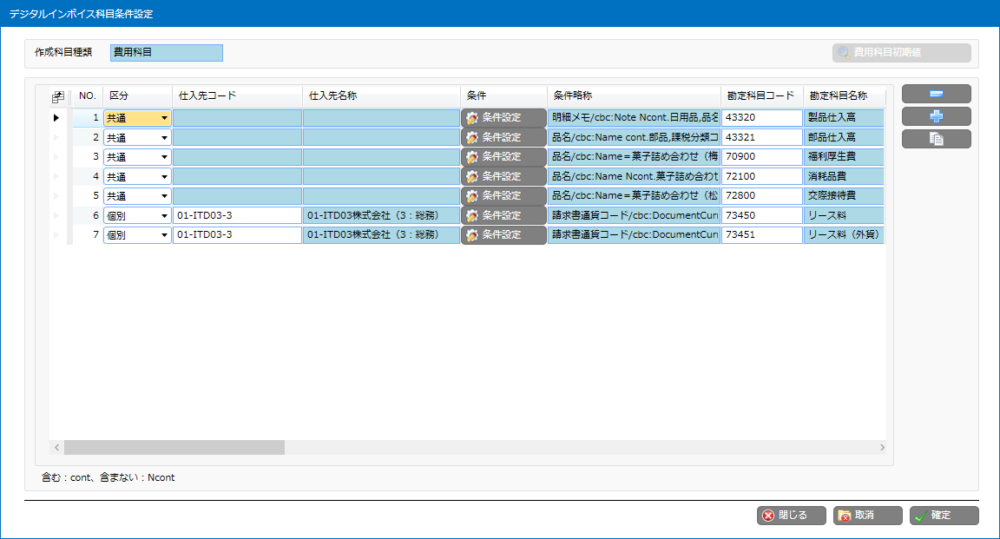 デジタルインボイス科目条件設定
作成科目種類 費用科目 費用科目初期値
NO. 区分 仕入先コード 仕入先名称 条件 条件略称 勘定科目コード 勘定科目名称
1 共通 条件設定 明細メモ/cbc:Note Ncont.日用品,品名 43320 製品仕入高
2 共通 条件設定 品名/cbc:Name cont.部品,課税分類コ 43321 部品仕入高
3 共通 条件設定 品名/cbc:Name＝菓子詰め合わせ（梅 70900 福利厚生費
4 共通 条件設定 品名/cbc:Name Ncont.菓子詰め合わせ 72100 消耗品費
5 共通 条件設定 品名/cbc:Name＝菓子詰め合わせ（松 72800 交際接待費
6 個別 01-ITD03-3 01-ITD03株式会社（3：総務） 条件設定 請求書通貨コード/cbc:DocumentCurr 73450 リース料
7 個別 01-ITD03-3 01-ITD03株式会社（3：総務） 条件設定 請求書通貨コード/cbc:DocumentCurr 73451 リース料（外貨）
含む：cont、含まない：Ncont
閉じる 取消 確定